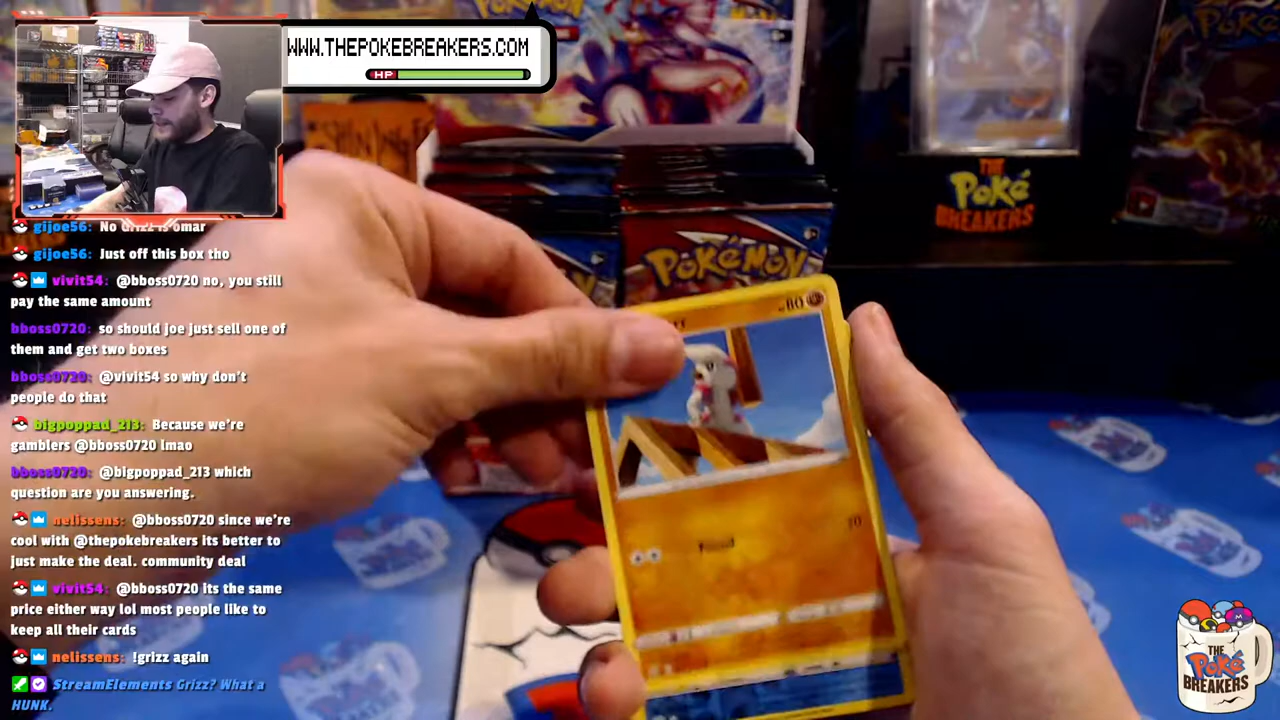 WWW.THEPOKEBREAKERS.COM
HP
gijoe56: No Grizz is omar
gijoe56: Just off this box tho
vivit54: @bboss0720 no, you still
pay the same amount
bboss0720: so should joe just sell one of
them and get two boxes
bboss0720: @vivit54 so why don't
people do that
bigpoppad_213: Because we're
gamblers @bboss0720 lmao
bboss0720: @bigpoppad_213 which
question are you answering.
nelissens: @bboss0720 since we're
cool with @thepokebreakers its better to
just make the deal. community deal
vivit54: @bboss0720 its the same
price either way lol most people like to
keep all their cards
nelissens: !grizz again
StreamElements Grizz? What a
HUNK.
THE
Poké
BREAKERS
POKéMON
80
Pound
THE
Poké
BREAKERS